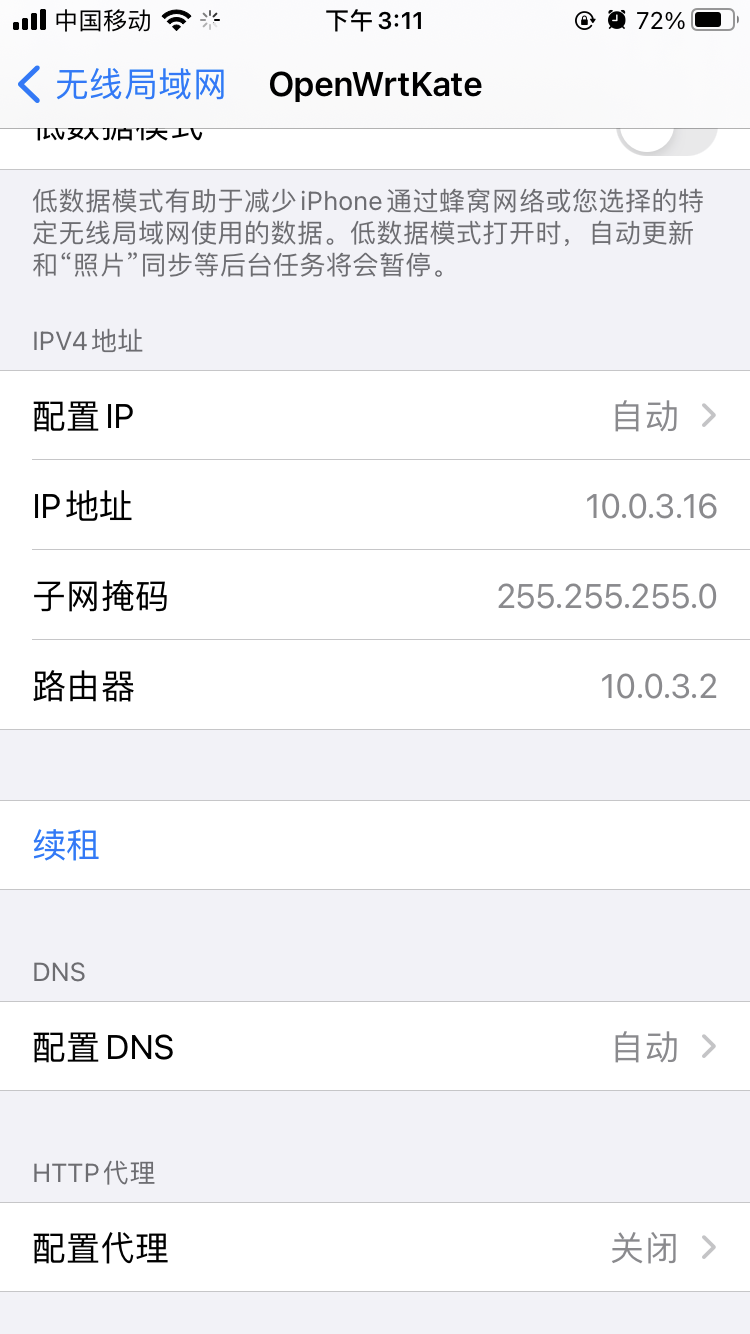 中国移动 下午3:11 72%
无线局域网 OpenWrtKate
低数据模式
低数据模式有助于减少 iPhone 通过蜂窝网络或您选择的特
定无线局域网使用的数据。低数据模式打开时，自动更新
和“照片”同步等后台任务将会暂停。
IPV4 地址
配置 IP 自动
IP 地址 10.0.3.16
子网掩码 255.255.255.0
路由器 10.0.3.2
续租
DNS
配置 DNS 自动
HTTP 代理
配置代理 关闭